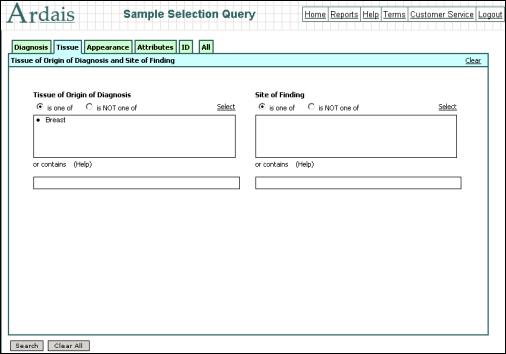 Ardais Sample Selection Query Home Reports Help Terms Customer Service Logout
Diagnosis Tissue Appearance Attributes ID All
Tissue of Origin of Diagnosis and Site of Finding Clear
Tissue of Origin of Diagnosis Site of Finding
is one of is NOT one of Select is one of is NOT one of Select
• Breast
or contains (Help) or contains (Help)
Search Clear All